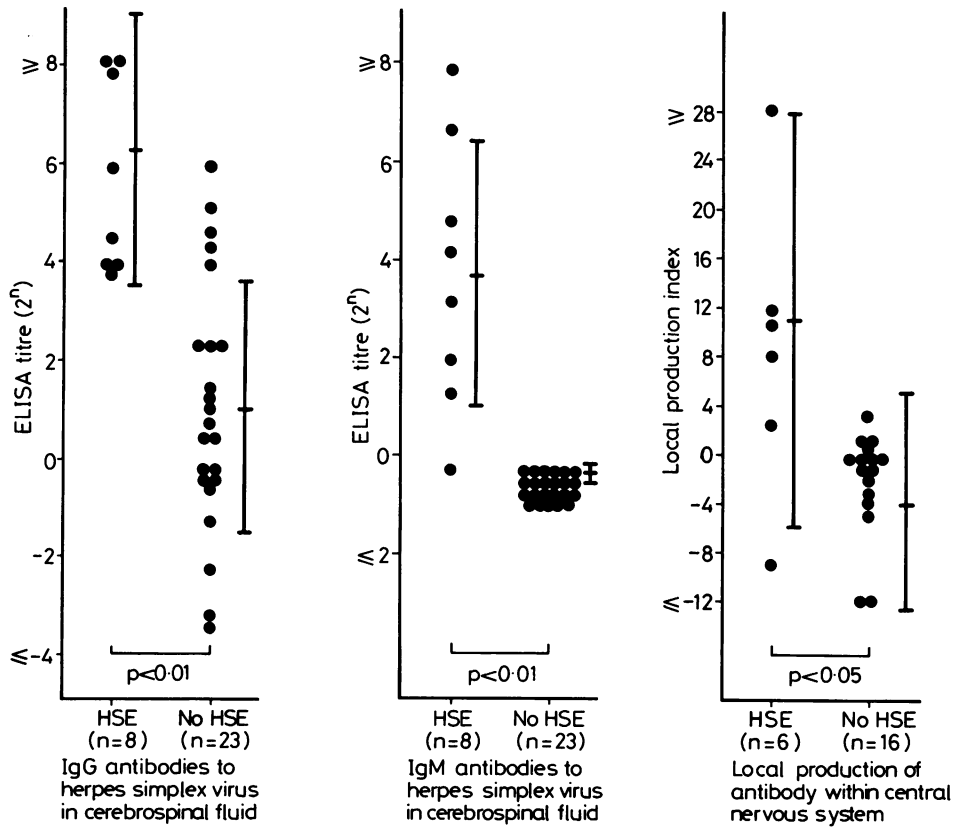 ⩾ 8
6
4
2
0
-2
⩽ -4
ELISA titre (2ⁿ)
p<0·01
HSE
(n=8)
No HSE
(n=23)
IgG antibodies to
herpes simplex virus
in cerebrospinal fluid
⩾ 8
6
4
2
0
⩽ 2
ELISA titre (2ⁿ)
p<0·01
HSE
(n=8)
No HSE
(n=23)
IgM antibodies to
herpes simplex virus
in cerebrospinal fluid
⩾ 28
24
20
16
12
8
4
0
-4
-8
⩽ -12
Local production index
p<0·05
HSE
(n=6)
No HSE
(n=16)
Local production of
antibody within central
nervous system